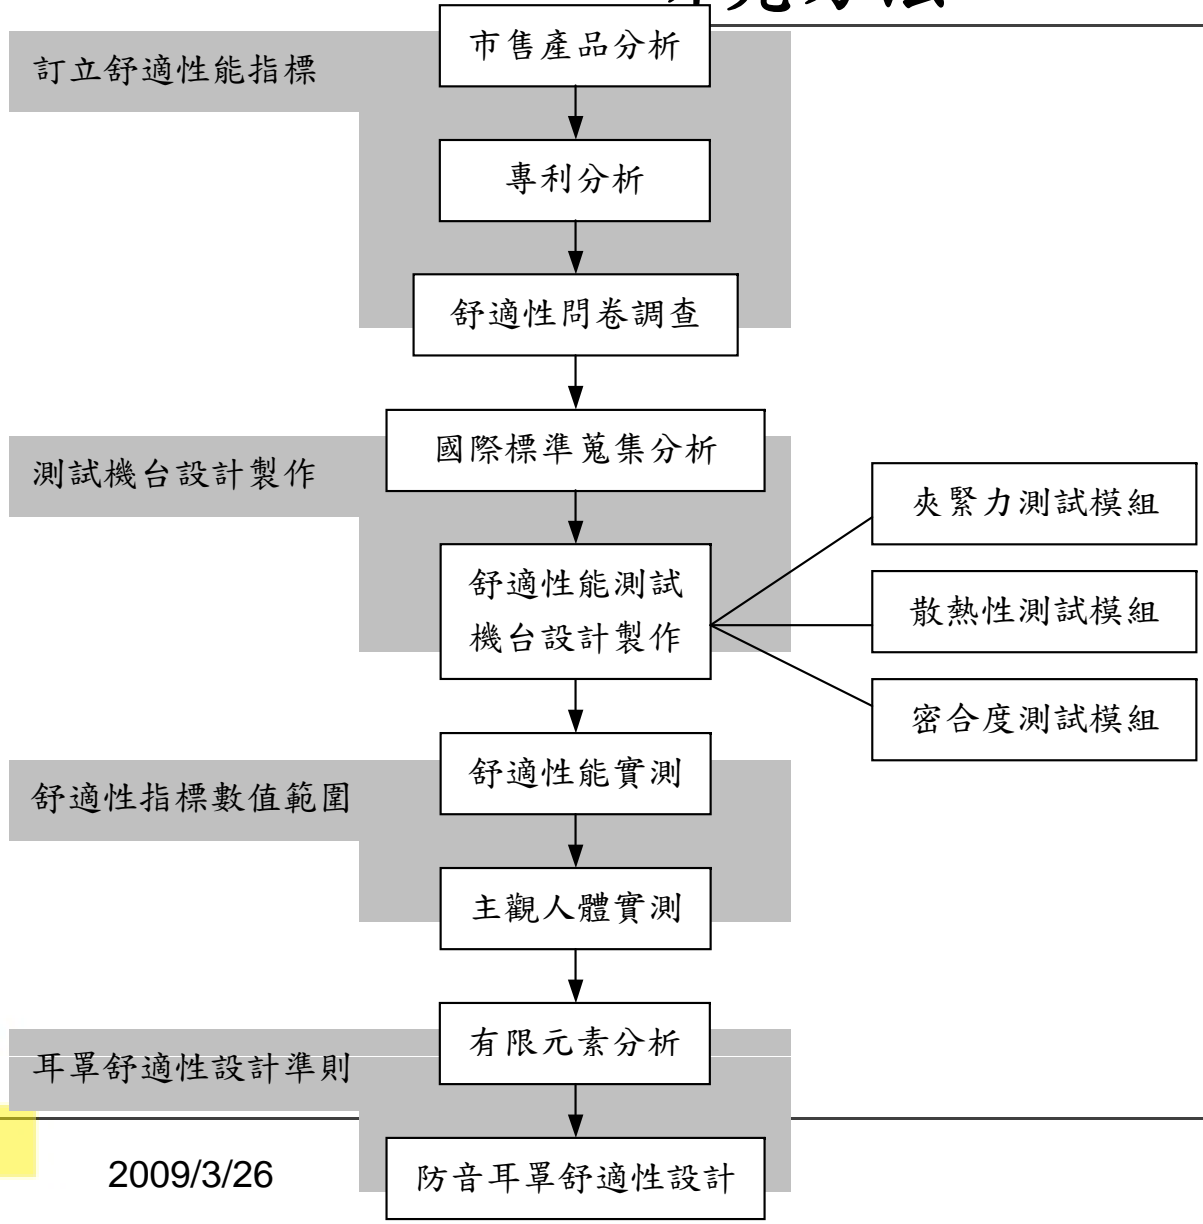 訂立舒適性能指標
市售產品分析
專利分析
舒適性問卷調查
測試機台設計製作
國際標準蒐集分析
舒適性能測試
機台設計製作
夾緊力測試模組
散熱性測試模組
密合度測試模組
舒適性指標數值範圍
舒適性能實測
主觀人體實測
耳罩舒適性設計準則
有限元素分析
防音耳罩舒適性設計
2009/3/26